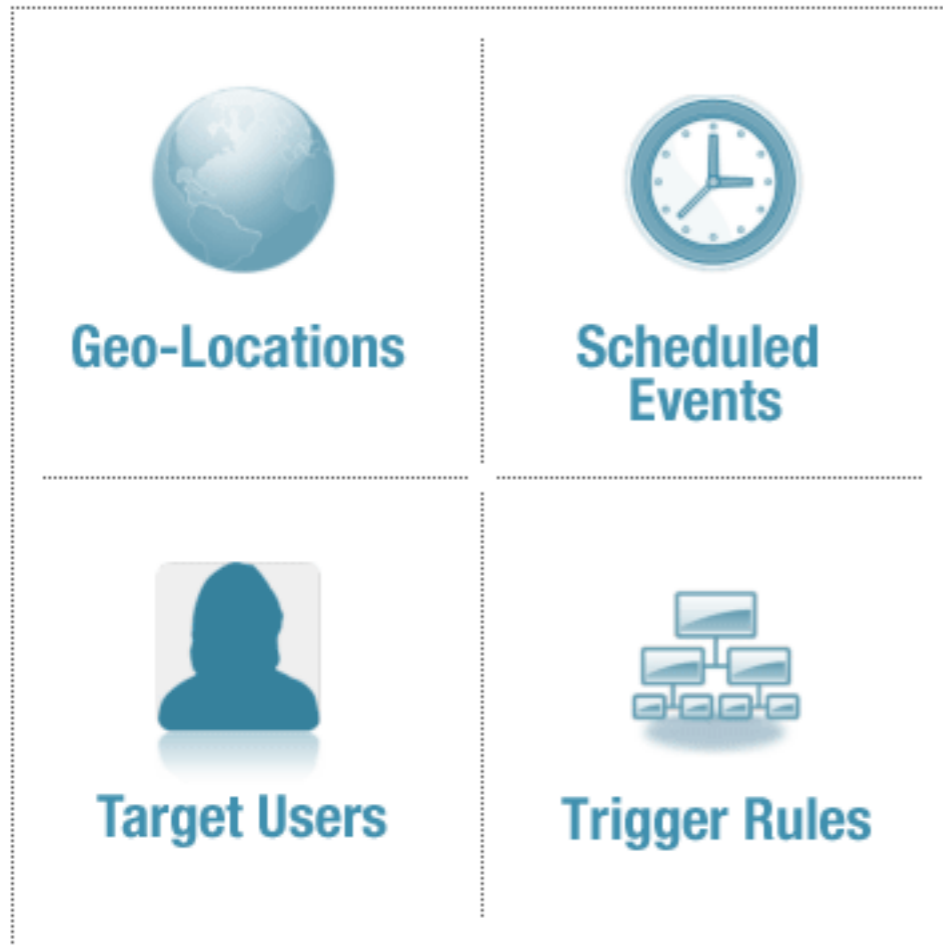 Geo-Locations
Scheduled
Events
Target Users
Trigger Rules